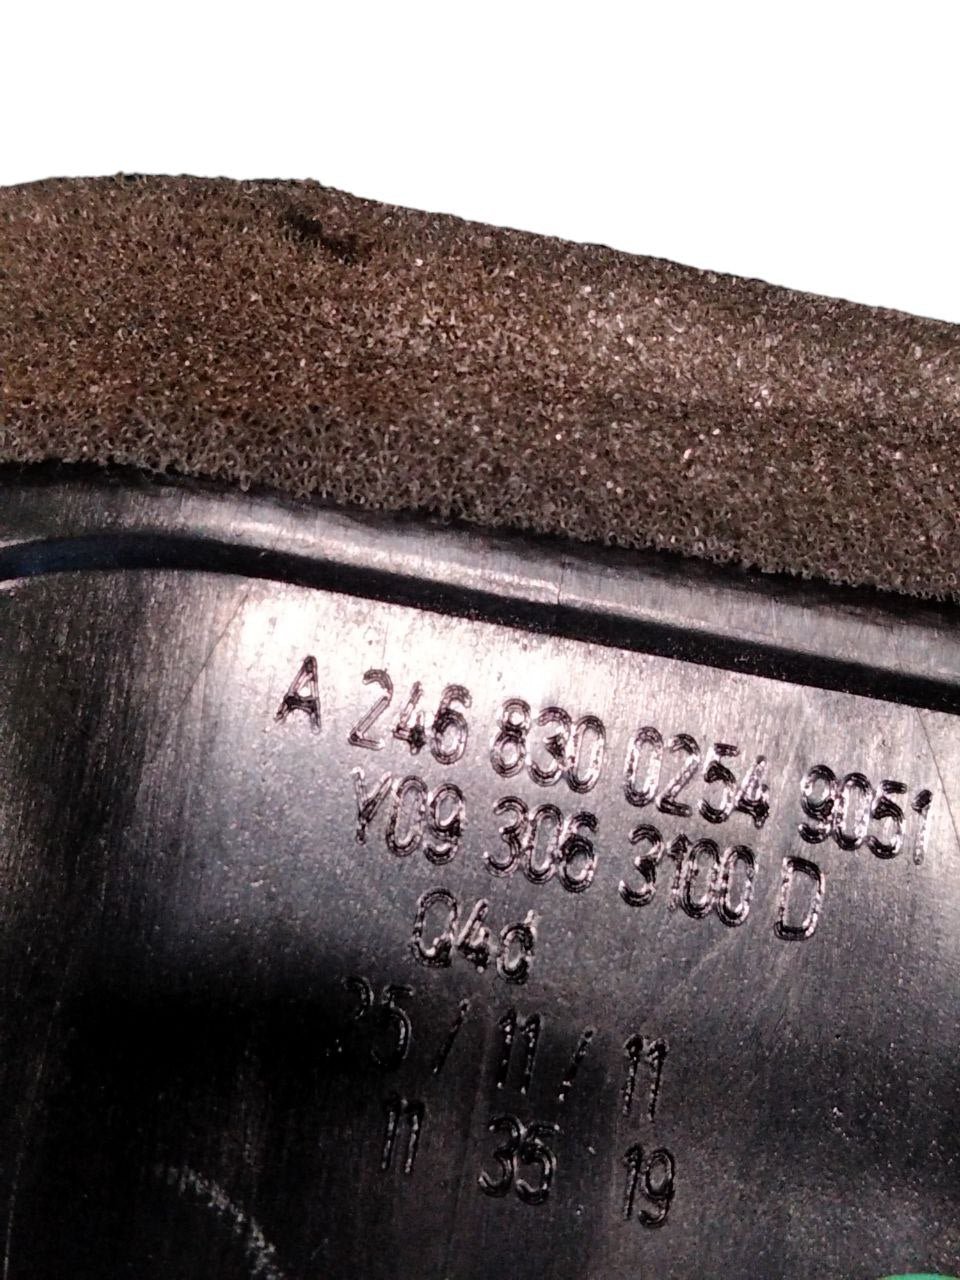 A 246 830 0254 9051
Y09 306 3100 D
Q4d
25/11/11
11 35 19